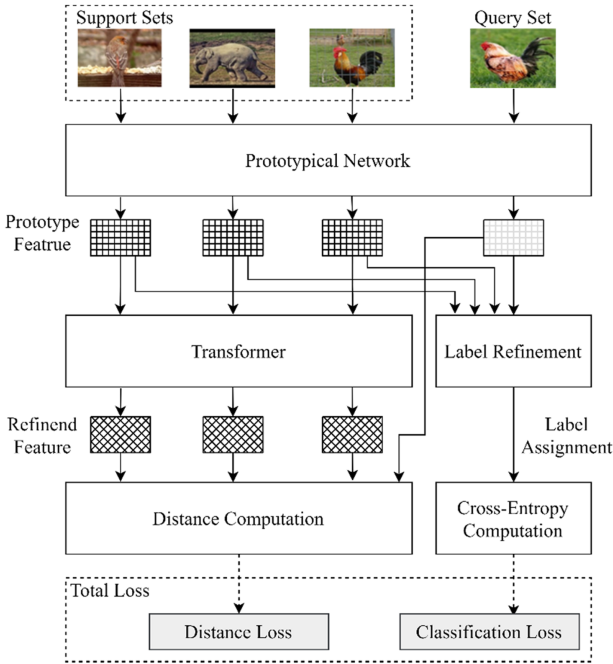 Support Sets
Query Set
Prototypical Network
Prototype
Featrue
Transformer
Label Refinement
Refinend
Feature
Label
Assignment
Distance Computation
Cross-Entropy
Computation
Total Loss
Distance Loss
Classification Loss